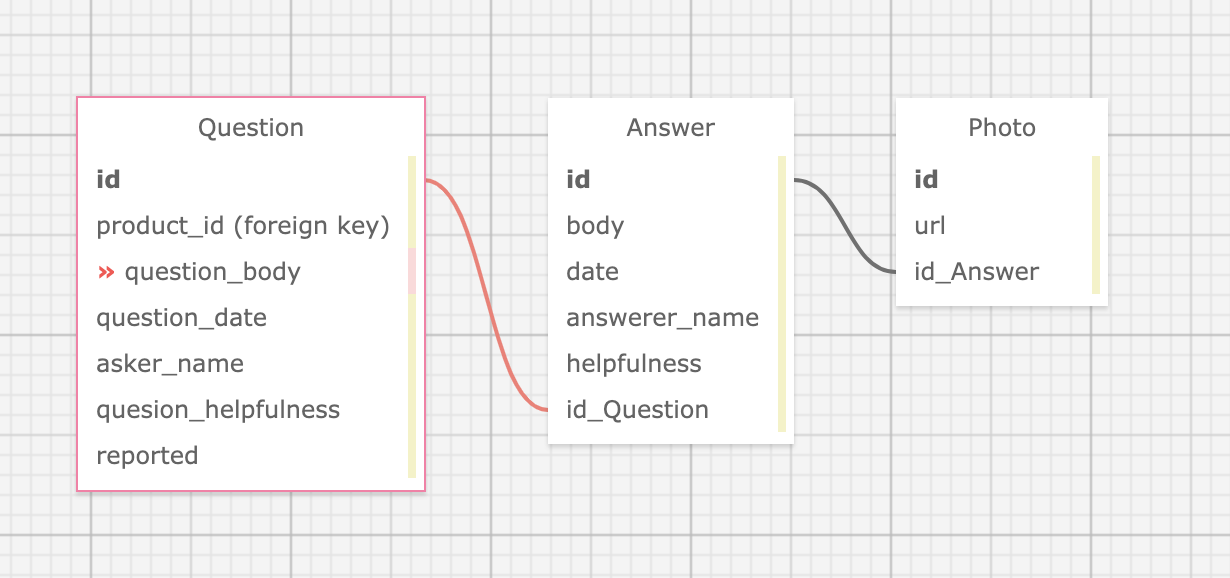 Question
id
product_id (foreign key)
» question_body
question_date
asker_name
quesion_helpfulness
reported
Answer
id
body
date
answerer_name
helpfulness
id_Question
Photo
id
url
id_Answer